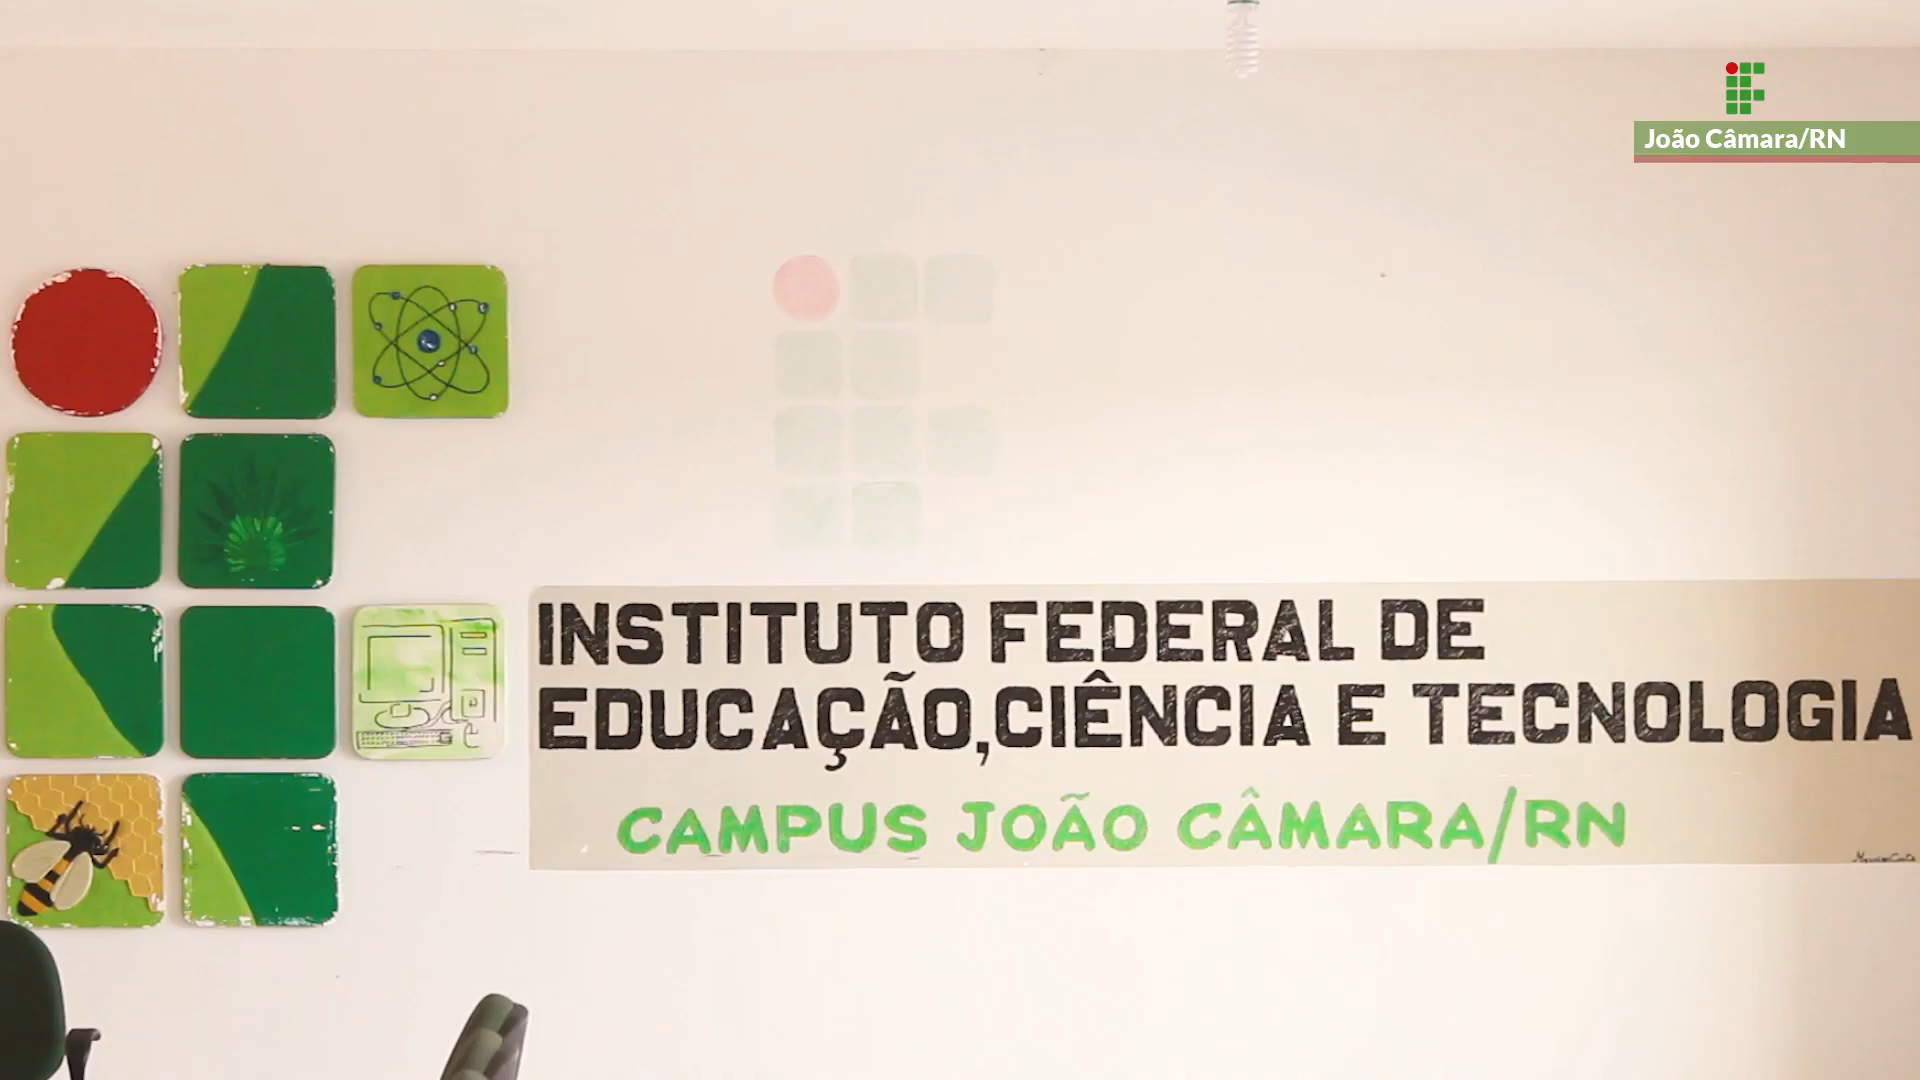 João Câmara/RN
INSTITUTO FEDERAL DE
EDUCAÇÃO,CIÊNCIA E TECNOLOGIA
CAMPUS JOÃO CÂMARA/RN